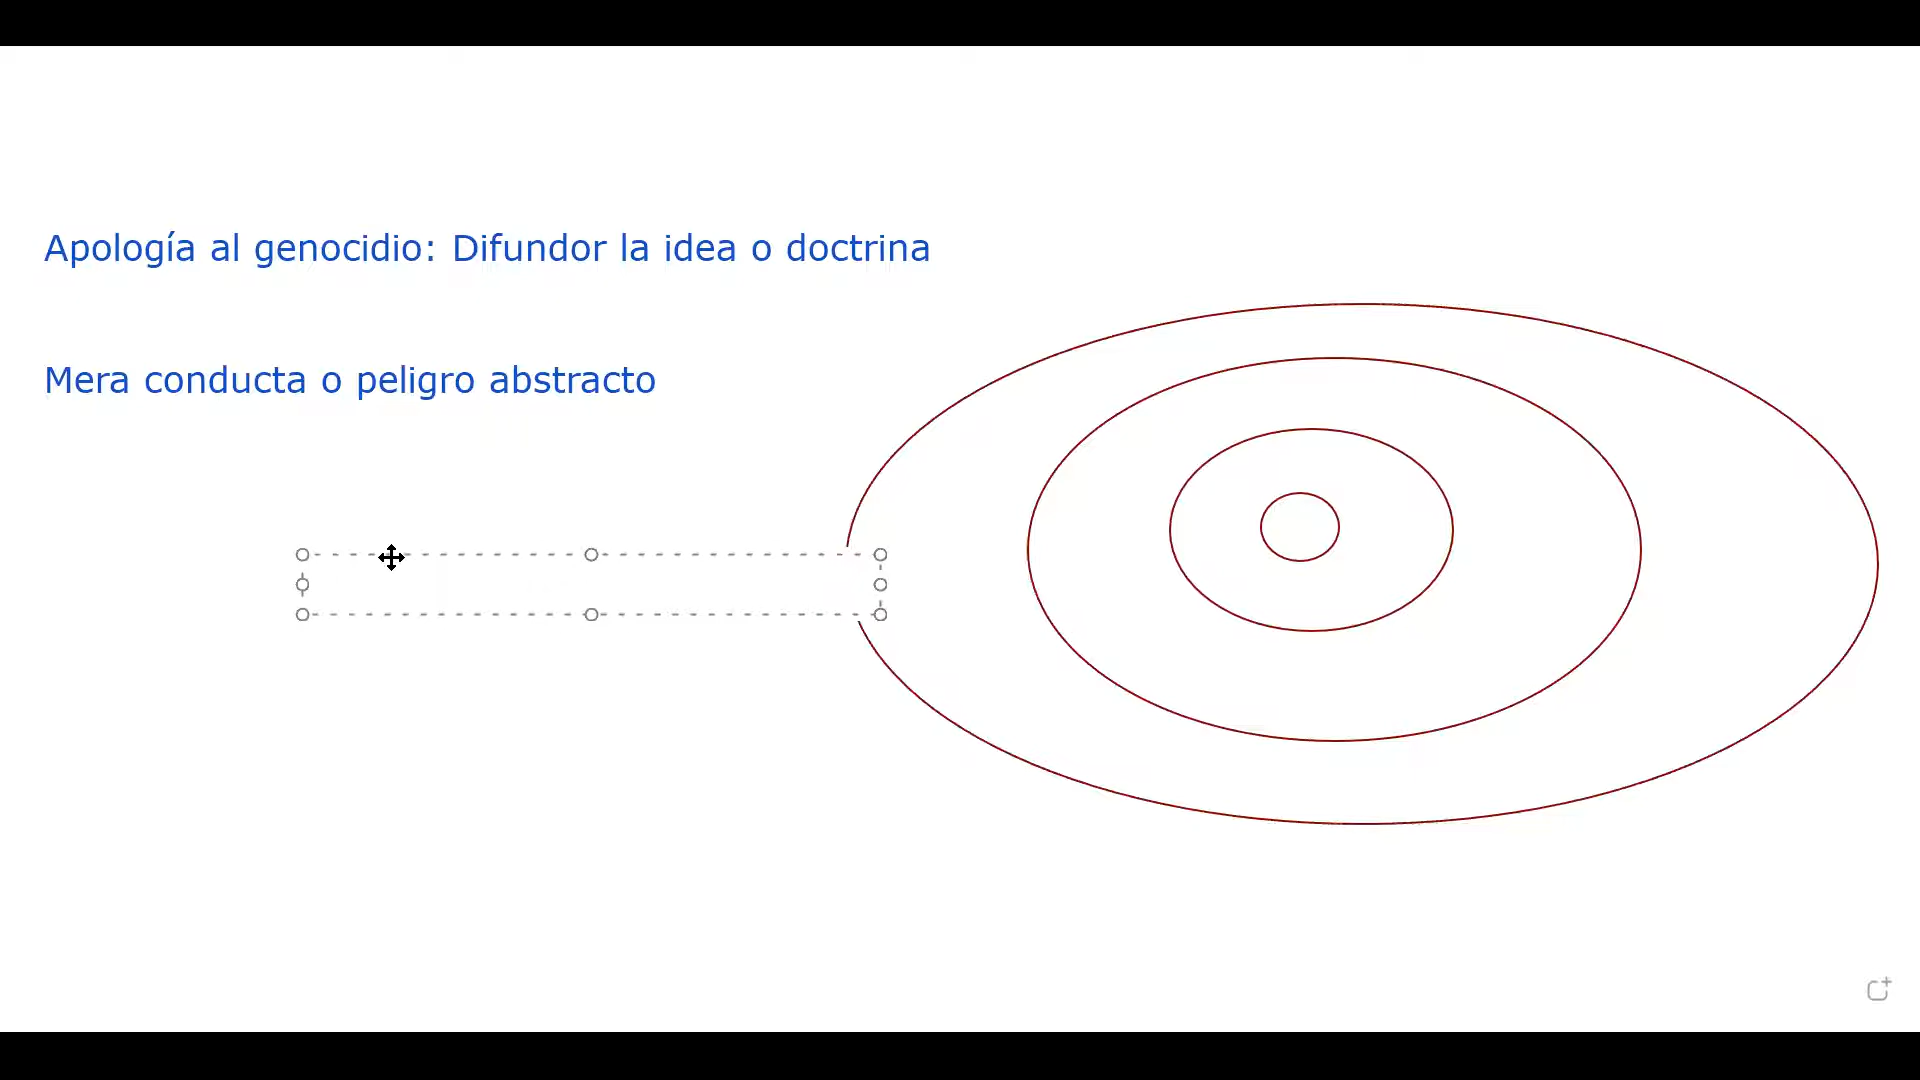 Apología al genocidio: Difundor la idea o doctrina
Mera conducta o peligro abstracto